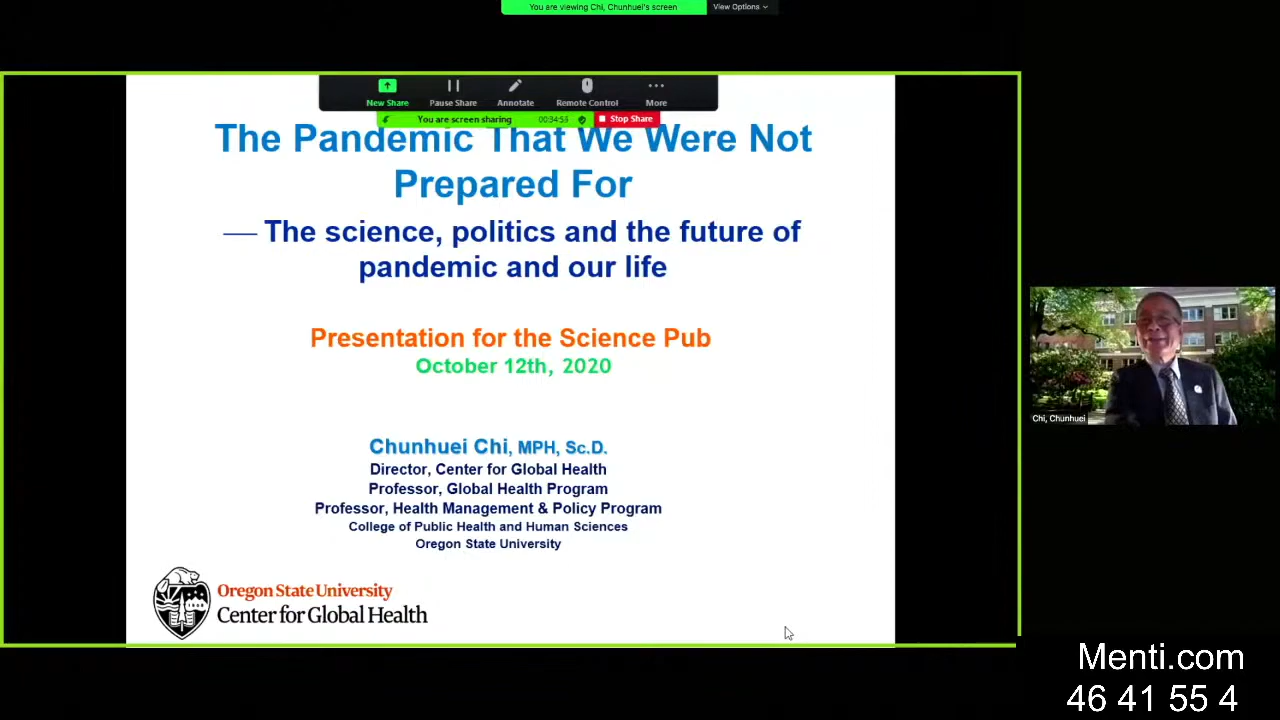 You are viewing Chi, Chunhuei's screen
View Options
New Share
Pause Share
Annotate
Remote Control
More
You are screen sharing
00:34:53
Stop Share
The Pandemic That We Were Not
Prepared For
— The science, politics and the future of
pandemic and our life
Presentation for the Science Pub
October 12th, 2020
Chunhuei Chi, MPH, Sc.D.
Director, Center for Global Health
Professor, Global Health Program
Professor, Health Management & Policy Program
College of Public Health and Human Sciences
Oregon State University
Oregon State University
Center for Global Health
Chi, Chunhuei
Menti.com
46 41 55 4